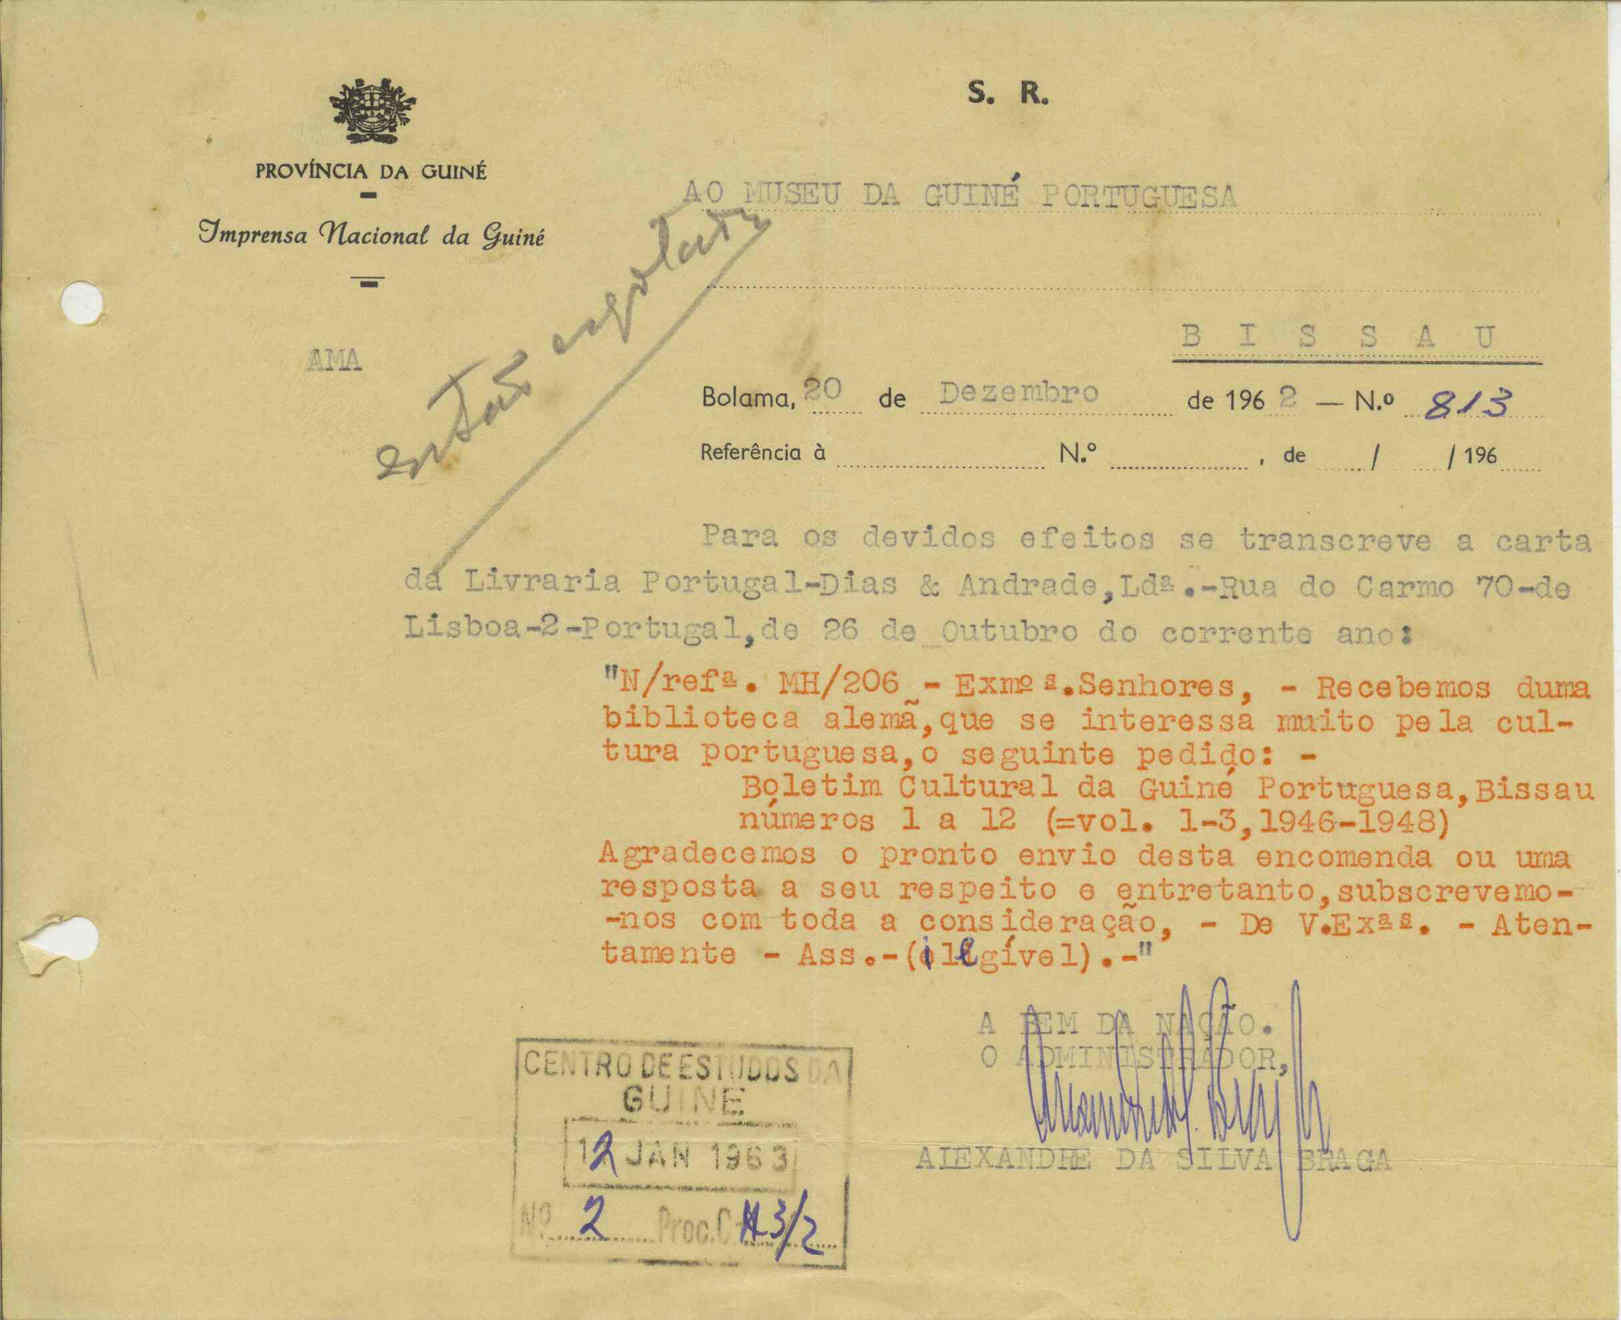 S. R.
PROVÍNCIA DA GUINÉ
Imprensa Nacional da Guiné
AMA
AO MUSEU DA GUINÉ PORTUGUESA
estão esgotados
B I S S A U
Bolama, 20 de Dezembro de 1962 — N.º 813
Referência à N.º , de / / 196
Para os devidos efeitos se transcreve a carta
da Livraria Portugal-Dias & Andrade,Ldª.-Rua do Carmo 70-de
Lisboa-2-Portugal,de 26 de Outubro do corrente ano:
"N/refª. MH/206 - Exmºs.Senhores, - Recebemos duma
biblioteca alemã,que se interessa muito pela cul-
tura portuguesa,o seguinte pedido: -
Boletim Cultural da Guiné Portuguesa,Bissau
números 1 a 12 (=vol. 1-3,1946-1948)
Agradecemos o pronto envio desta encomenda ou uma
resposta a seu respeito e entretanto,subscrevemo-
-nos com toda a consideração, - De V.Exªs. - Aten-
tamente - Ass.-(ilegível).-"
A BEM DA NAÇÃO.
O ADMINISTRADOR,
ALEXANDRE DA SILVA BRAGA
CENTRO DE ESTUDOS DA
GUINÉ
12 JAN 1963
Nº 2 Proc.C H3/2